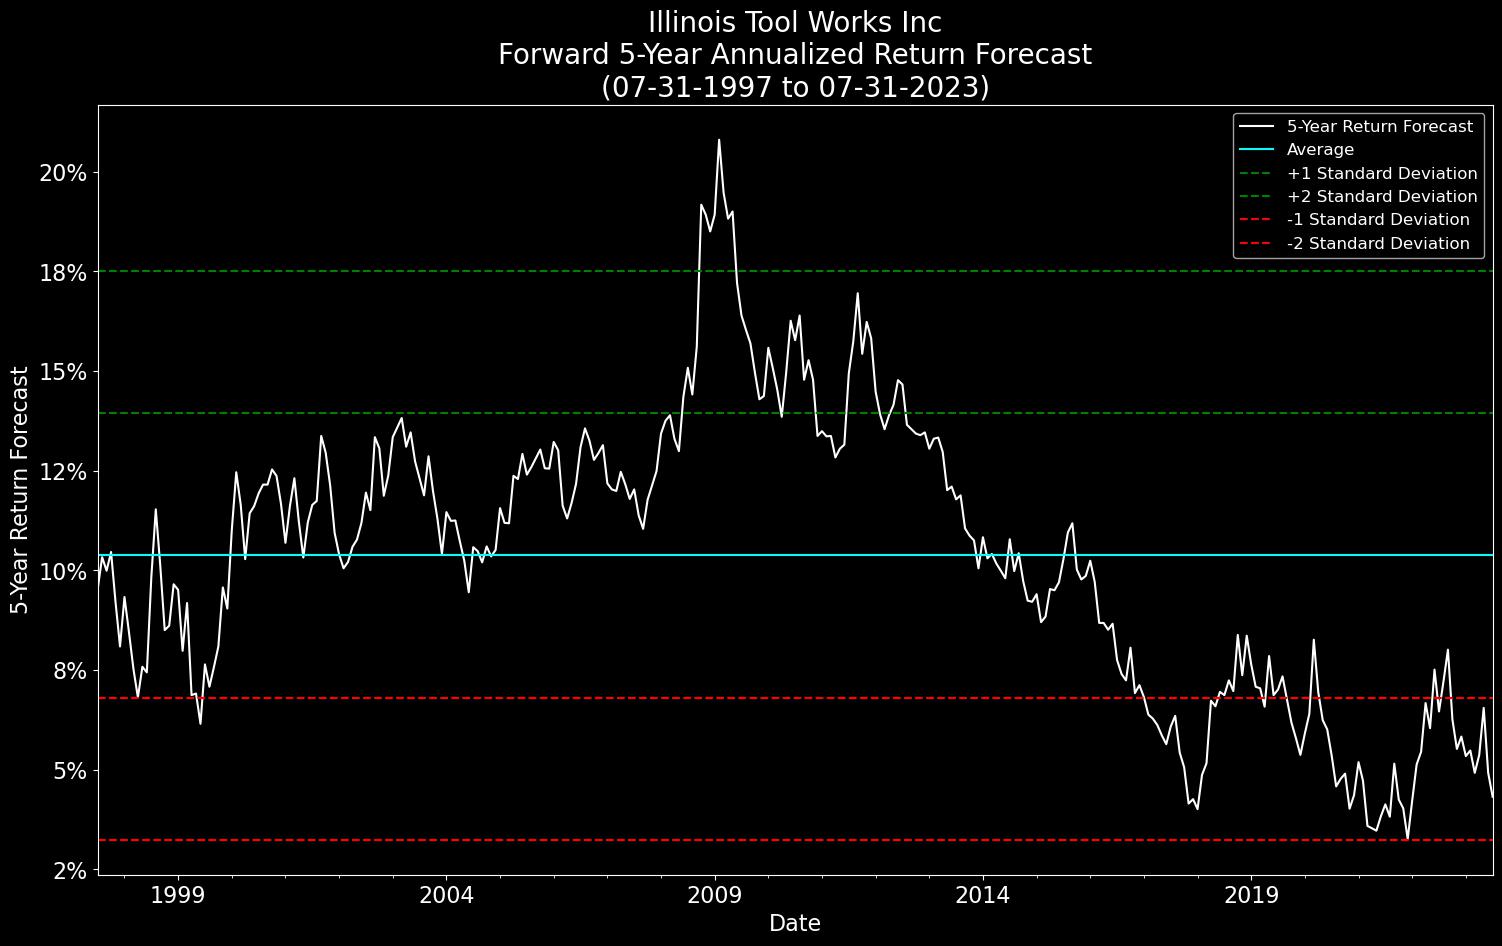 Illinois Tool Works Inc
Forward 5-Year Annualized Return Forecast
(07-31-1997 to 07-31-2023)
5-Year Return Forecast
Average
+1 Standard Deviation
+2 Standard Deviation
-1 Standard Deviation
-2 Standard Deviation
20%
18%
15%
12%
10%
8%
5%
2%
5-Year Return Forecast
1999
2004
2009
2014
2019
Date